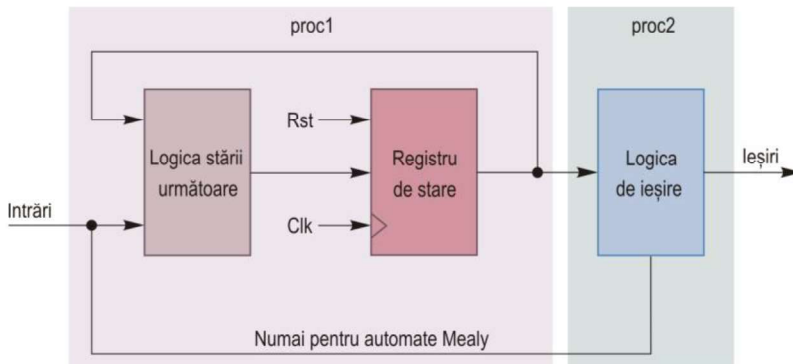 proc1
proc2
Rst
Logica stării
următoare
Registru
de stare
Logica
de ieșire
Ieșiri
Intrări
Clk
Numai pentru automate Mealy